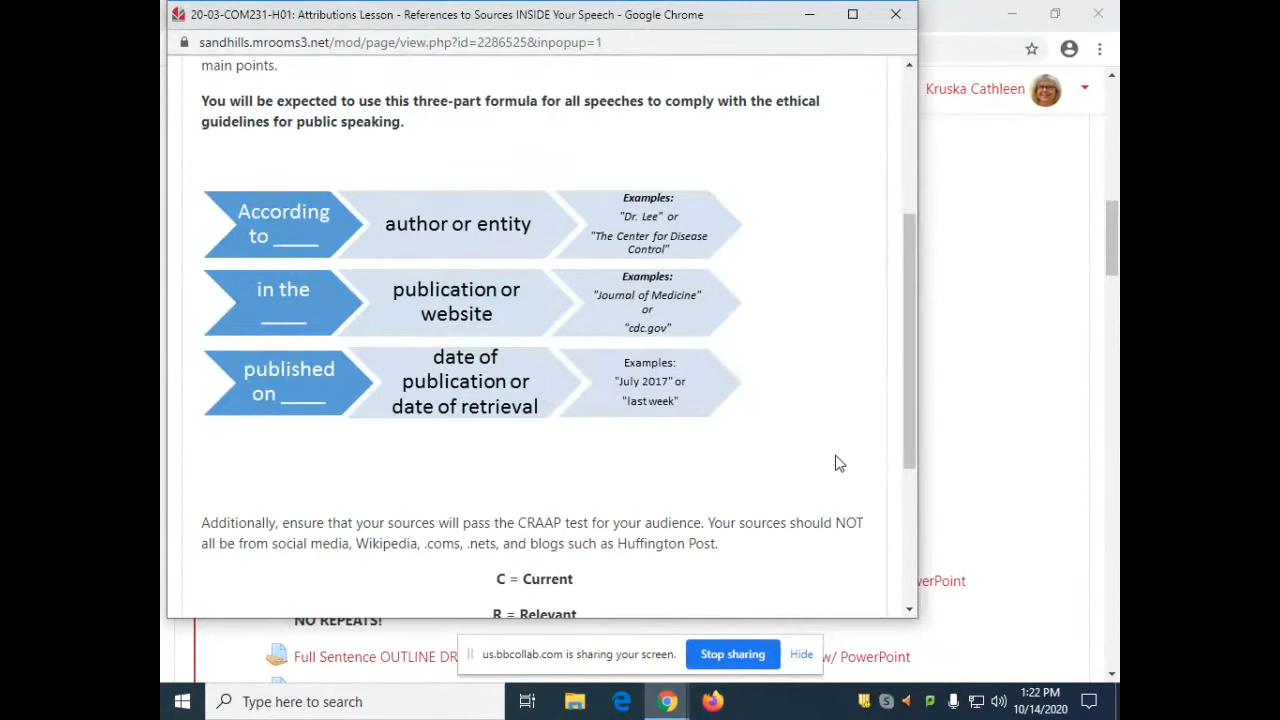 20-03-COM231-H01: Attributions Lesson - References to Sources INSIDE Your Speech - Google Chrome
sandhills.mrooms3.net/mod/page/view.php?id=2286525&inpopup=1
Kruska Cathleen
main points.
You will be expected to use this three-part formula for all speeches to comply with the ethical
guidelines for public speaking.
According
to ____
author or entity
Examples:
"Dr. Lee" or
"The Center for Disease
Control"
in the
____
publication or
website
Examples:
"Journal of Medicine"
or
"cdc.gov"
published
on ____
date of
publication or
date of retrieval
Examples:
"July 2017" or
"last week"
Additionally, ensure that your sources will pass the CRAAP test for your audience. Your sources should NOT
all be from social media, Wikipedia, .coms, .nets, and blogs such as Huffington Post.
C = Current
R = Relevant
werPoint
NO REPEATS!
Full Sentence OUTLINE DR
w/ PowerPoint
us.bbcollab.com is sharing your screen.
Stop sharing
Hide
Type here to search
1:22 PM
10/14/2020